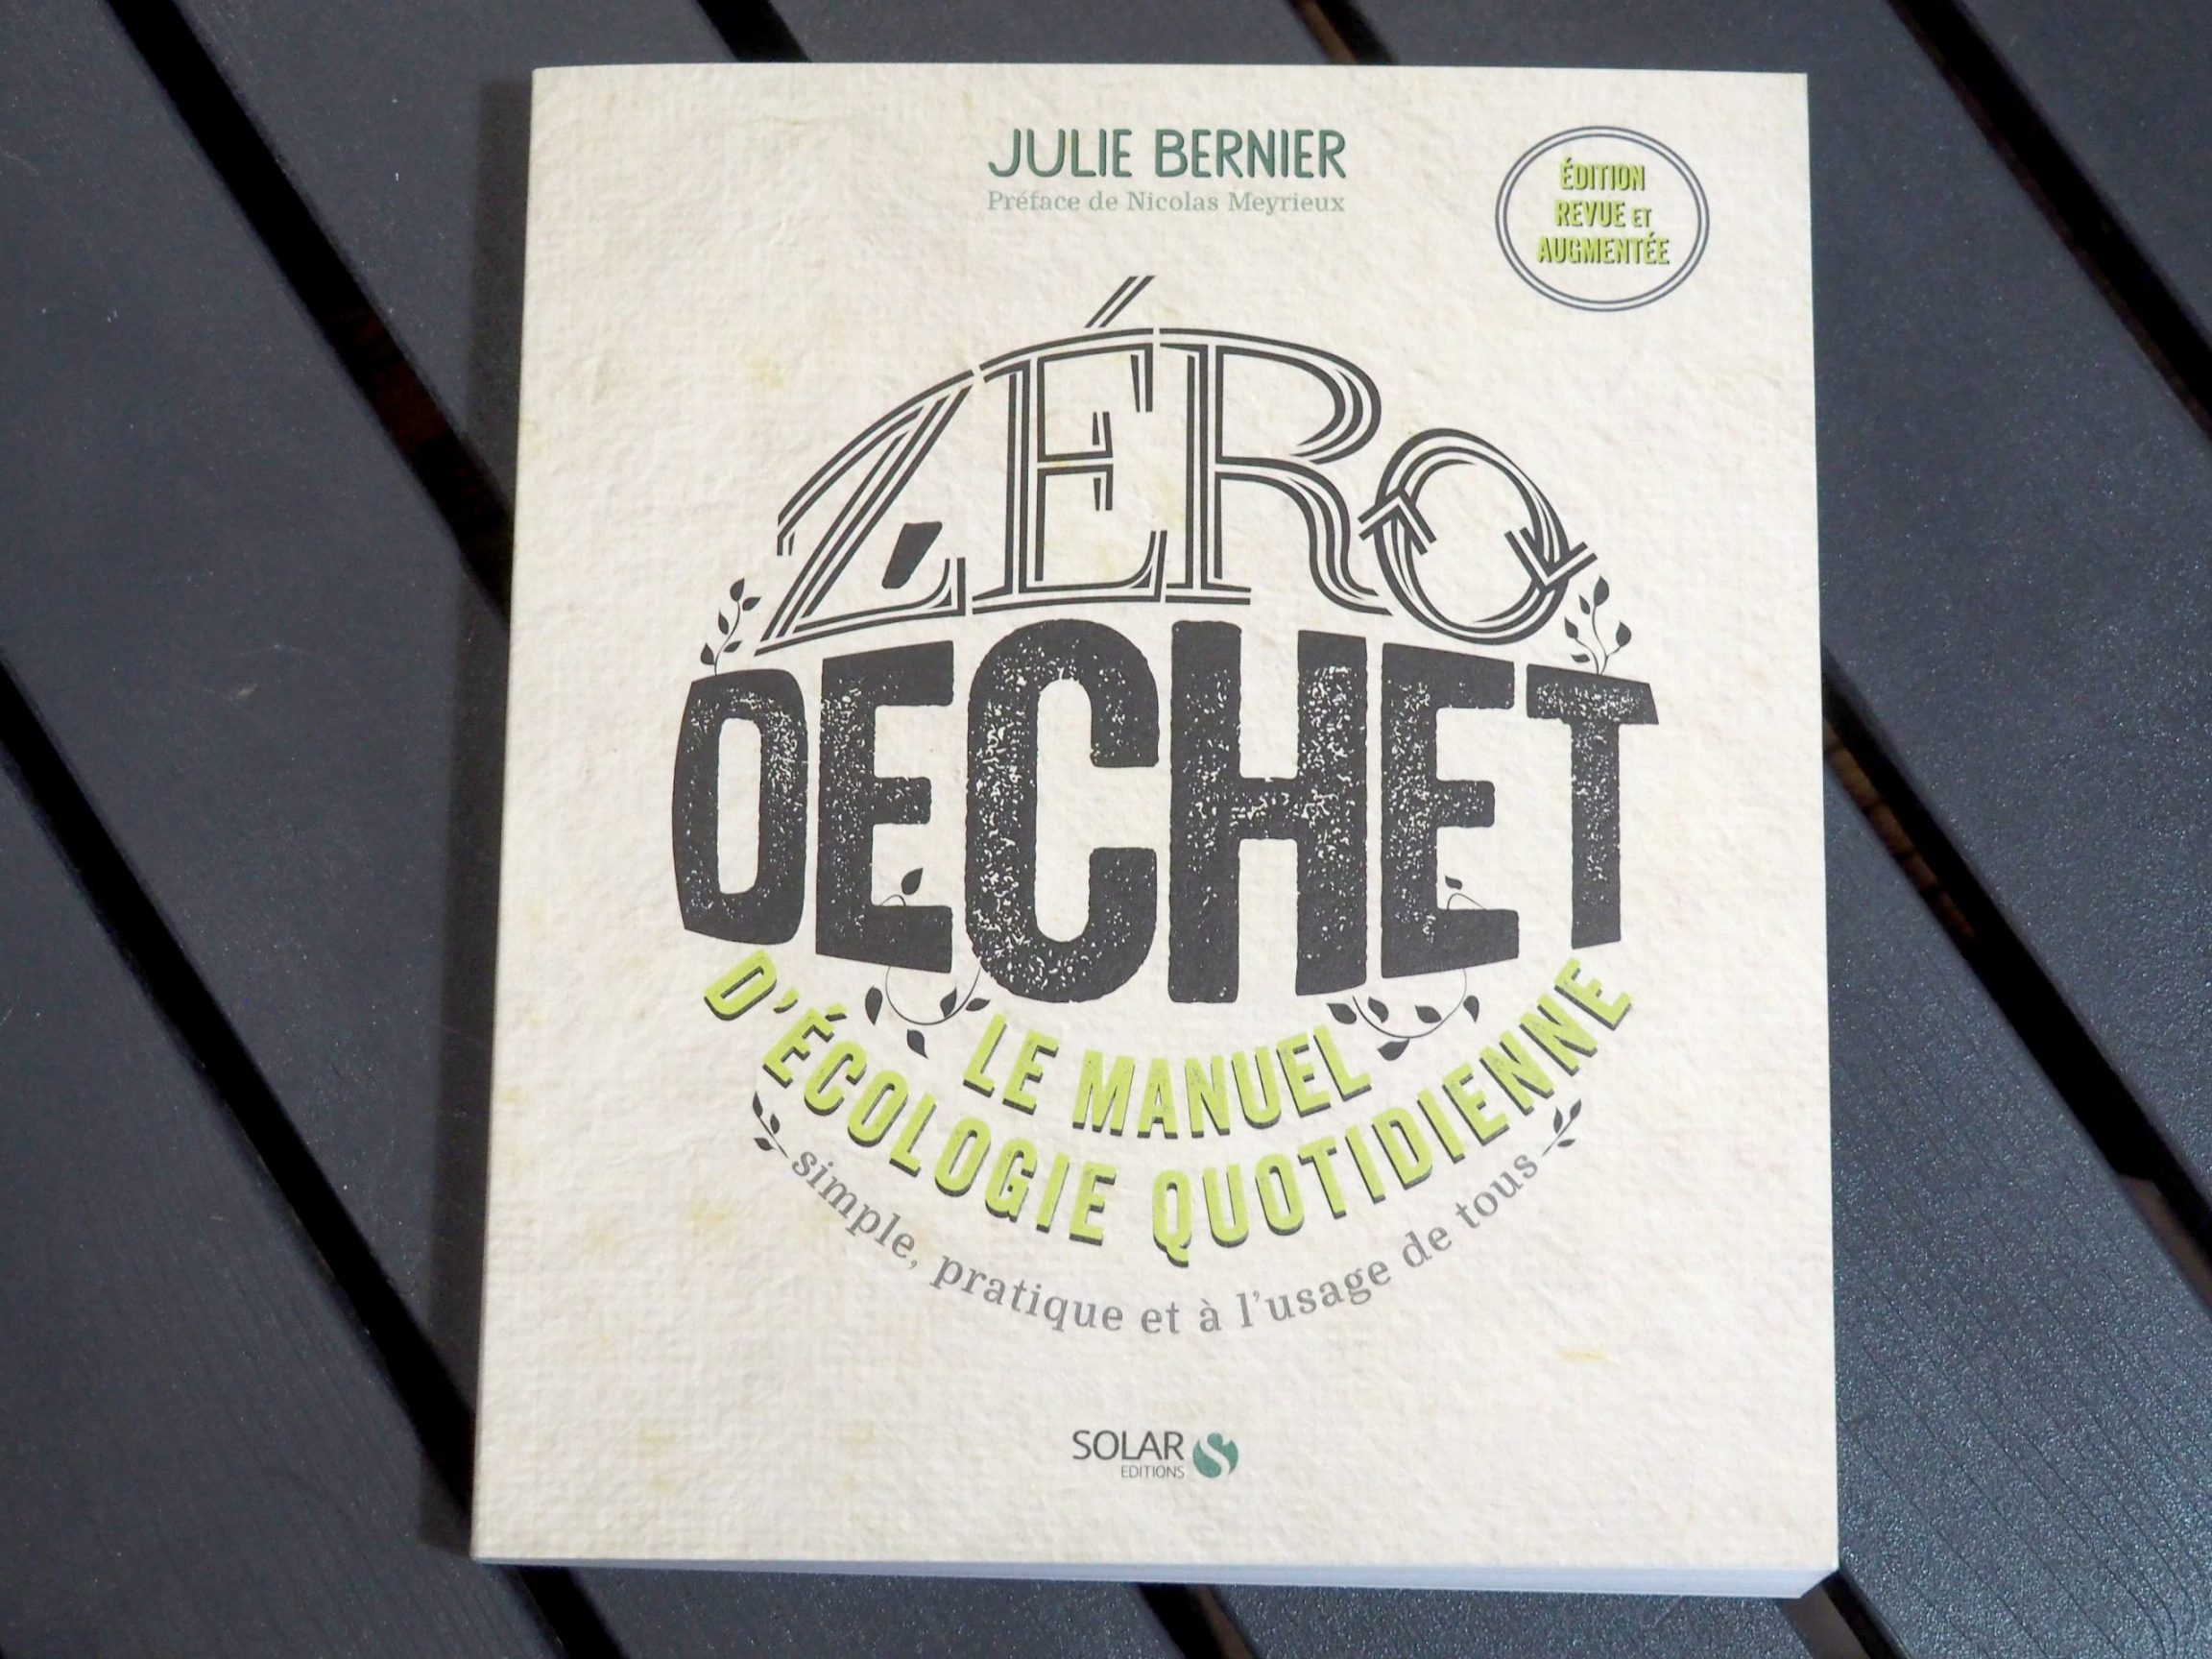 JULIE BERNIER
Préface de Nicolas Meyrieux
ÉDITION
REVUE ET
AUGMENTÉE
ZÉRO
DECHET
LE MANUEL
D'ÉCOLOGIE QUOTIDIENNE
simple, pratique et à l'usage de tous
SOLAR
EDITIONS